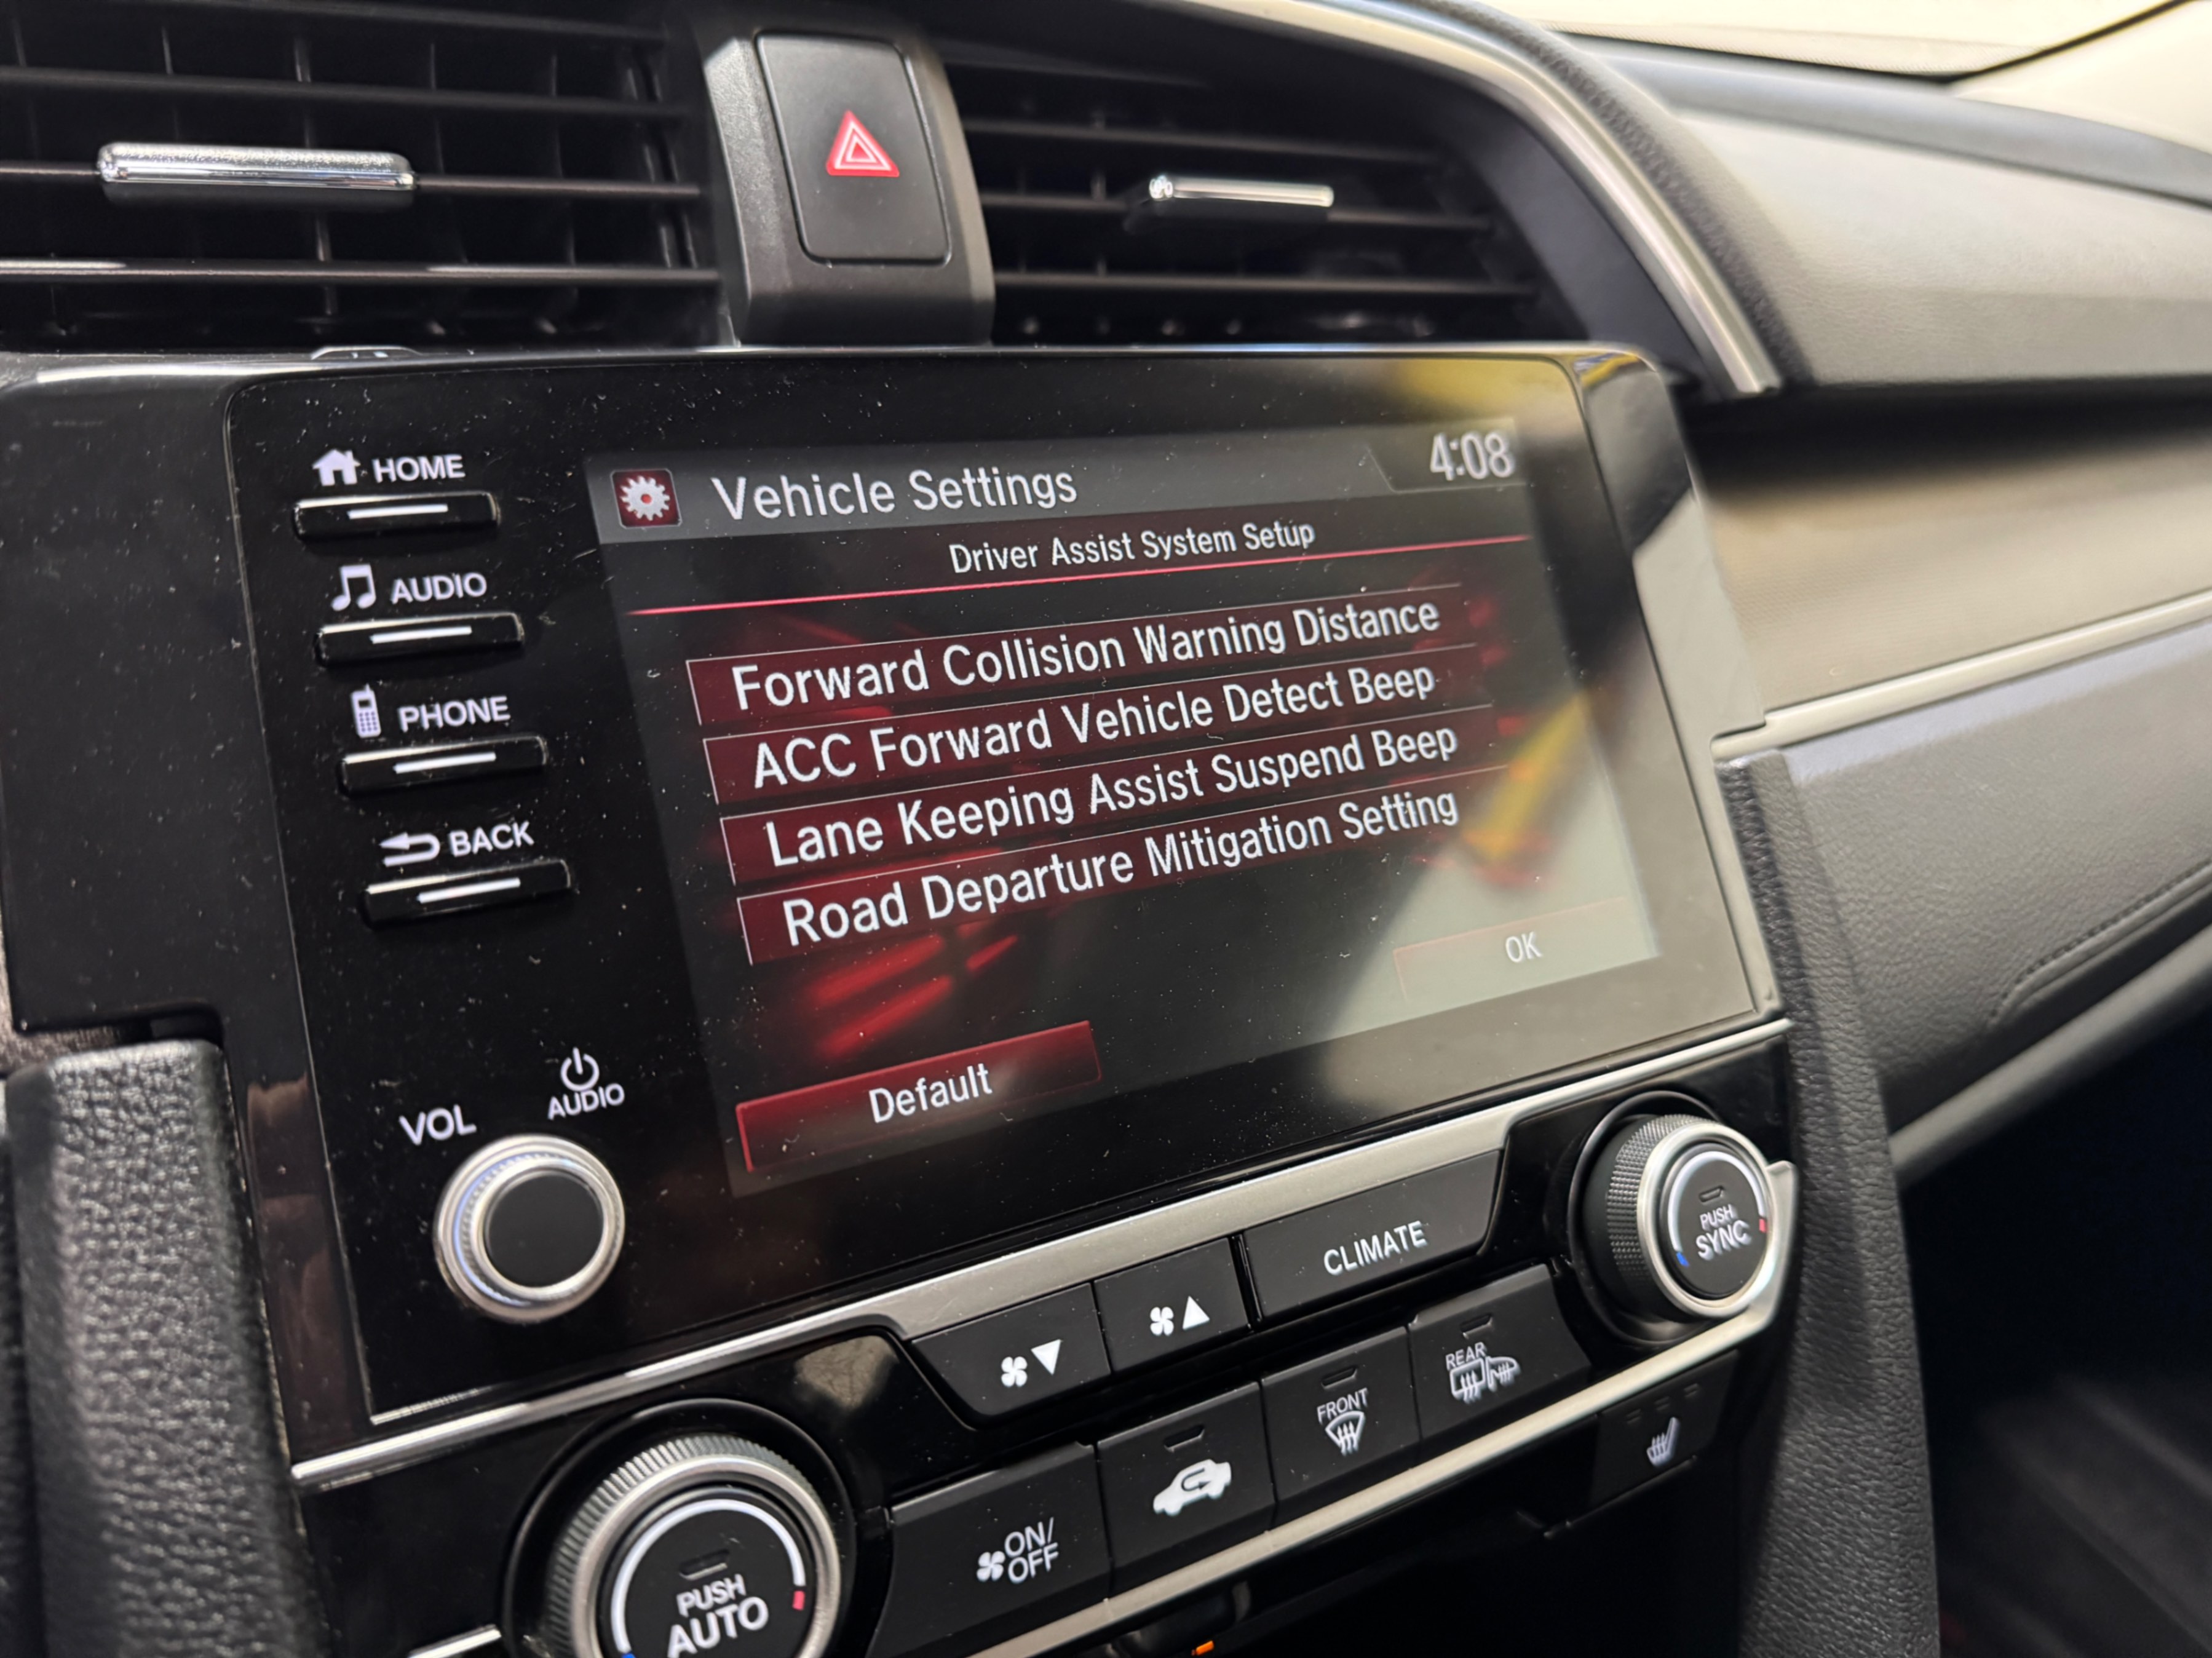 HOME
AUDIO
PHONE
BACK
VOL
AUDIO
Vehicle Settings
4:08
Driver Assist System Setup
Forward Collision Warning Distance
ACC Forward Vehicle Detect Beep
Lane Keeping Assist Suspend Beep
Road Departure Mitigation Setting
OK
Default
CLIMATE
PUSH
SYNC
REAR
FRONT
ON/
OFF
PUSH
AUTO